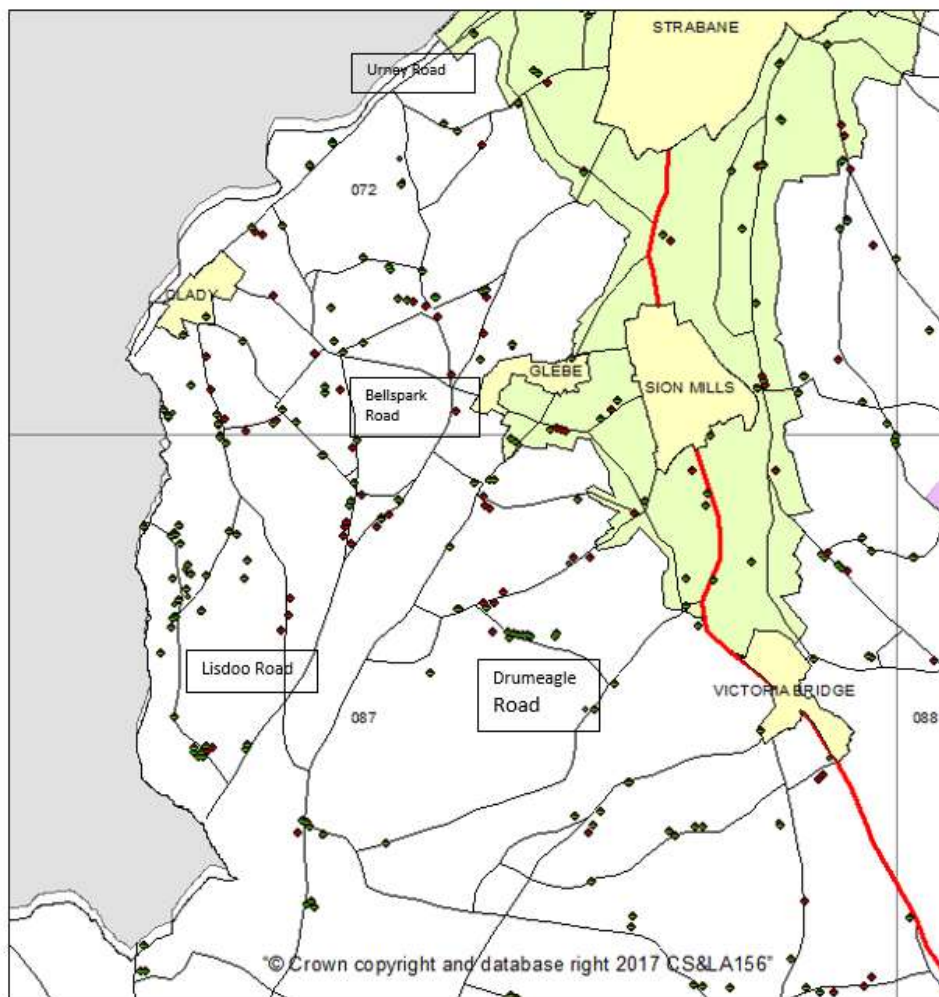 STRABANE
Urney Road
072
CLADY
GLEBE
SION MILLS
Bellspark
Road
Lisdoo Road
Drumeagle
Road
VICTORIA BRIDGE
087
088
"© Crown copyright and database right 2017 CS&LA156"